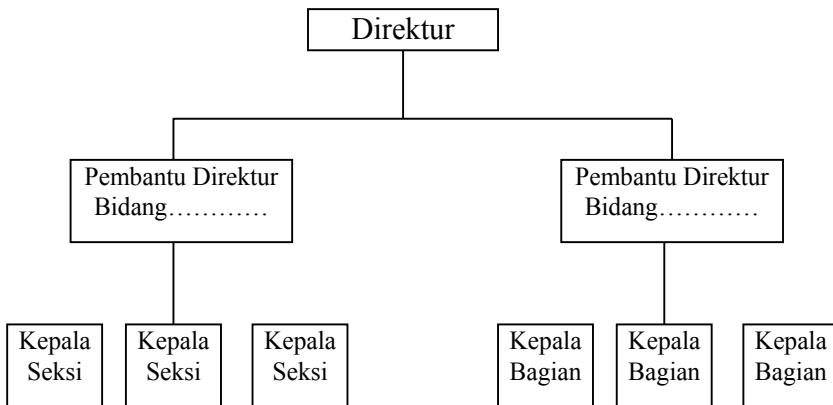 Direktur
Pembantu Direktur
Bidang…………
Pembantu Direktur
Bidang…………
Kepala
Seksi
Kepala
Seksi
Kepala
Seksi
Kepala
Bagian
Kepala
Bagian
Kepala
Bagian